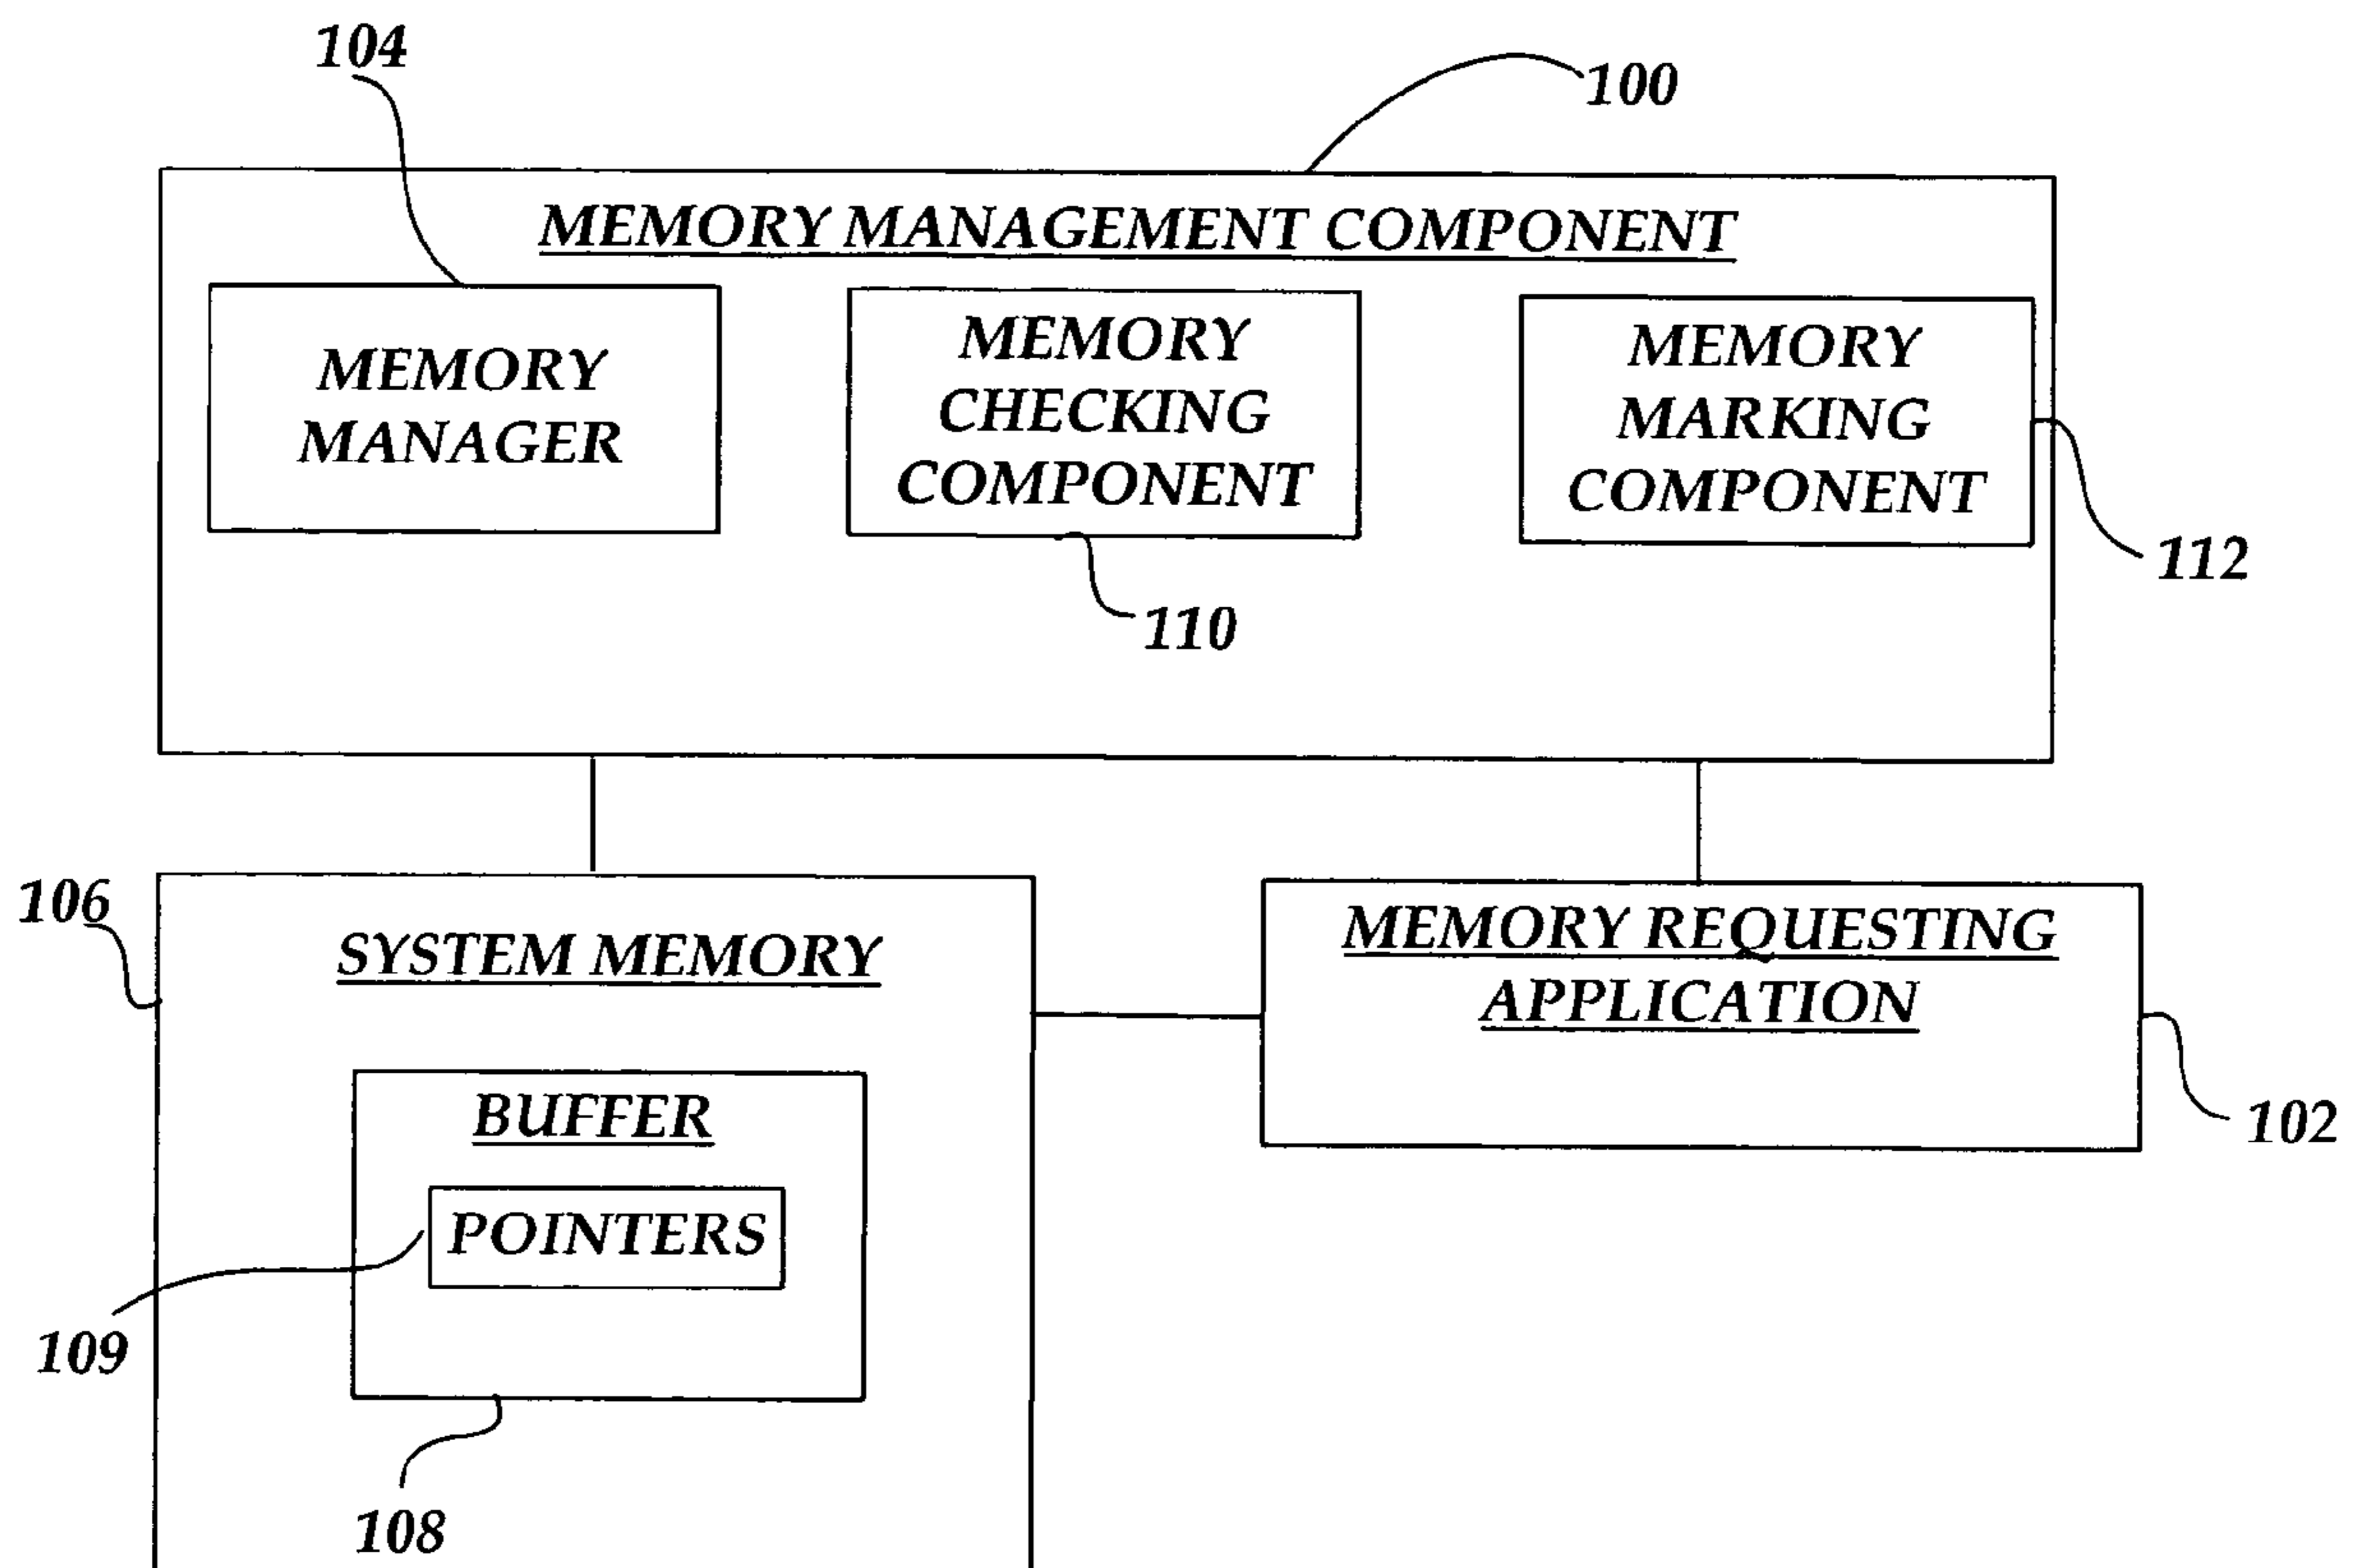 104
100
MEMORY MANAGEMENT COMPONENT
MEMORY
MANAGER
MEMORY
CHECKING
COMPONENT
MEMORY
MARKING
COMPONENT
112
110
106
SYSTEM MEMORY
MEMORY REQUESTING
APPLICATION
102
BUFFER
POINTERS
109
108